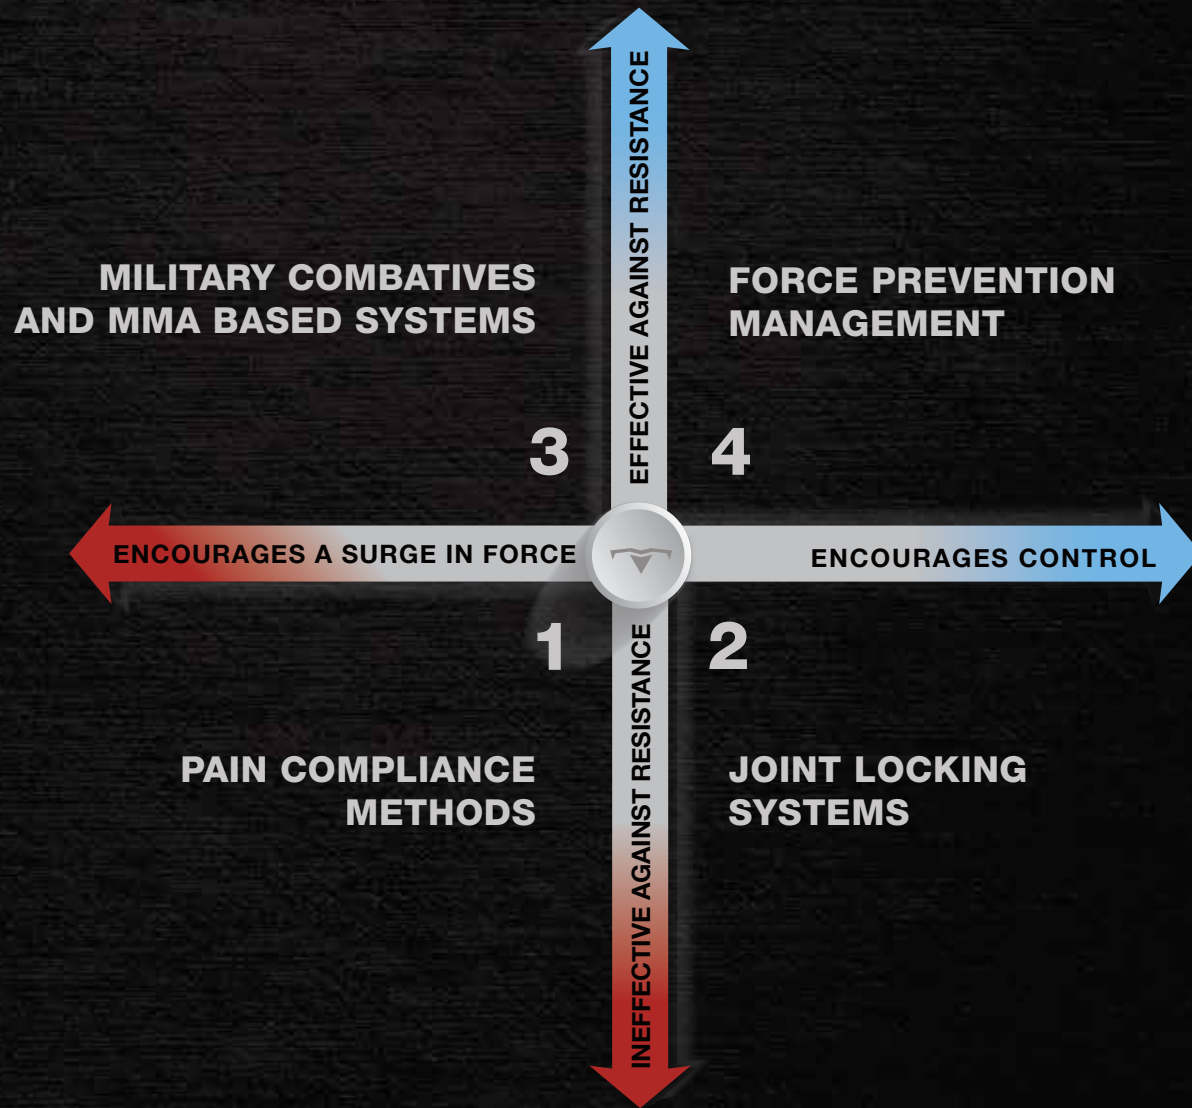 EFFECTIVE AGAINST RESISTANCE
MILITARY COMBATIVES
AND MMA BASED SYSTEMS
FORCE PREVENTION
MANAGEMENT
3
4
ENCOURAGES A SURGE IN FORCE
ENCOURAGES CONTROL
1
2
INEFFECTIVE AGAINST RESISTANCE
PAIN COMPLIANCE
METHODS
JOINT LOCKING
SYSTEMS